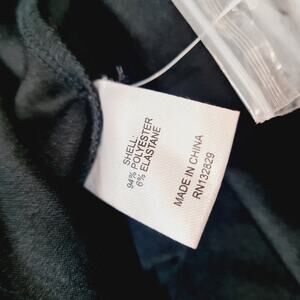 SHELL:
94% POLYESTER
6% ELASTANE
MADE IN CHINA
RN132829